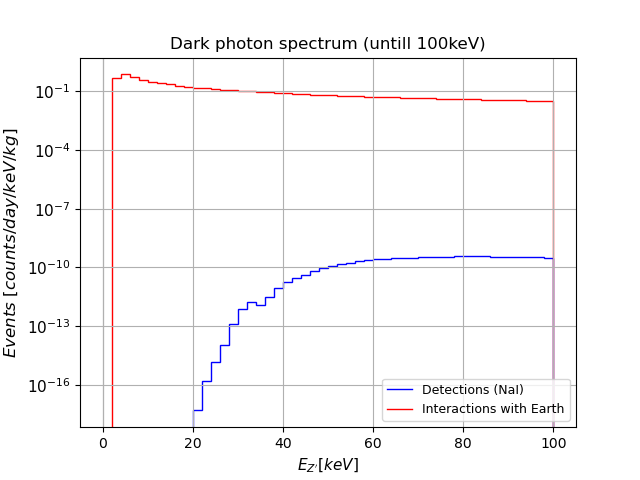 Dark photon spectrum (untill 100keV)
Events [counts/day/keV/kg]
10⁻¹
10⁻⁴
10⁻⁷
10⁻¹⁰
10⁻¹³
10⁻¹⁶
Detections (NaI)
Interactions with Earth
0 20 40 60 80 100
E_{Z'}[keV]